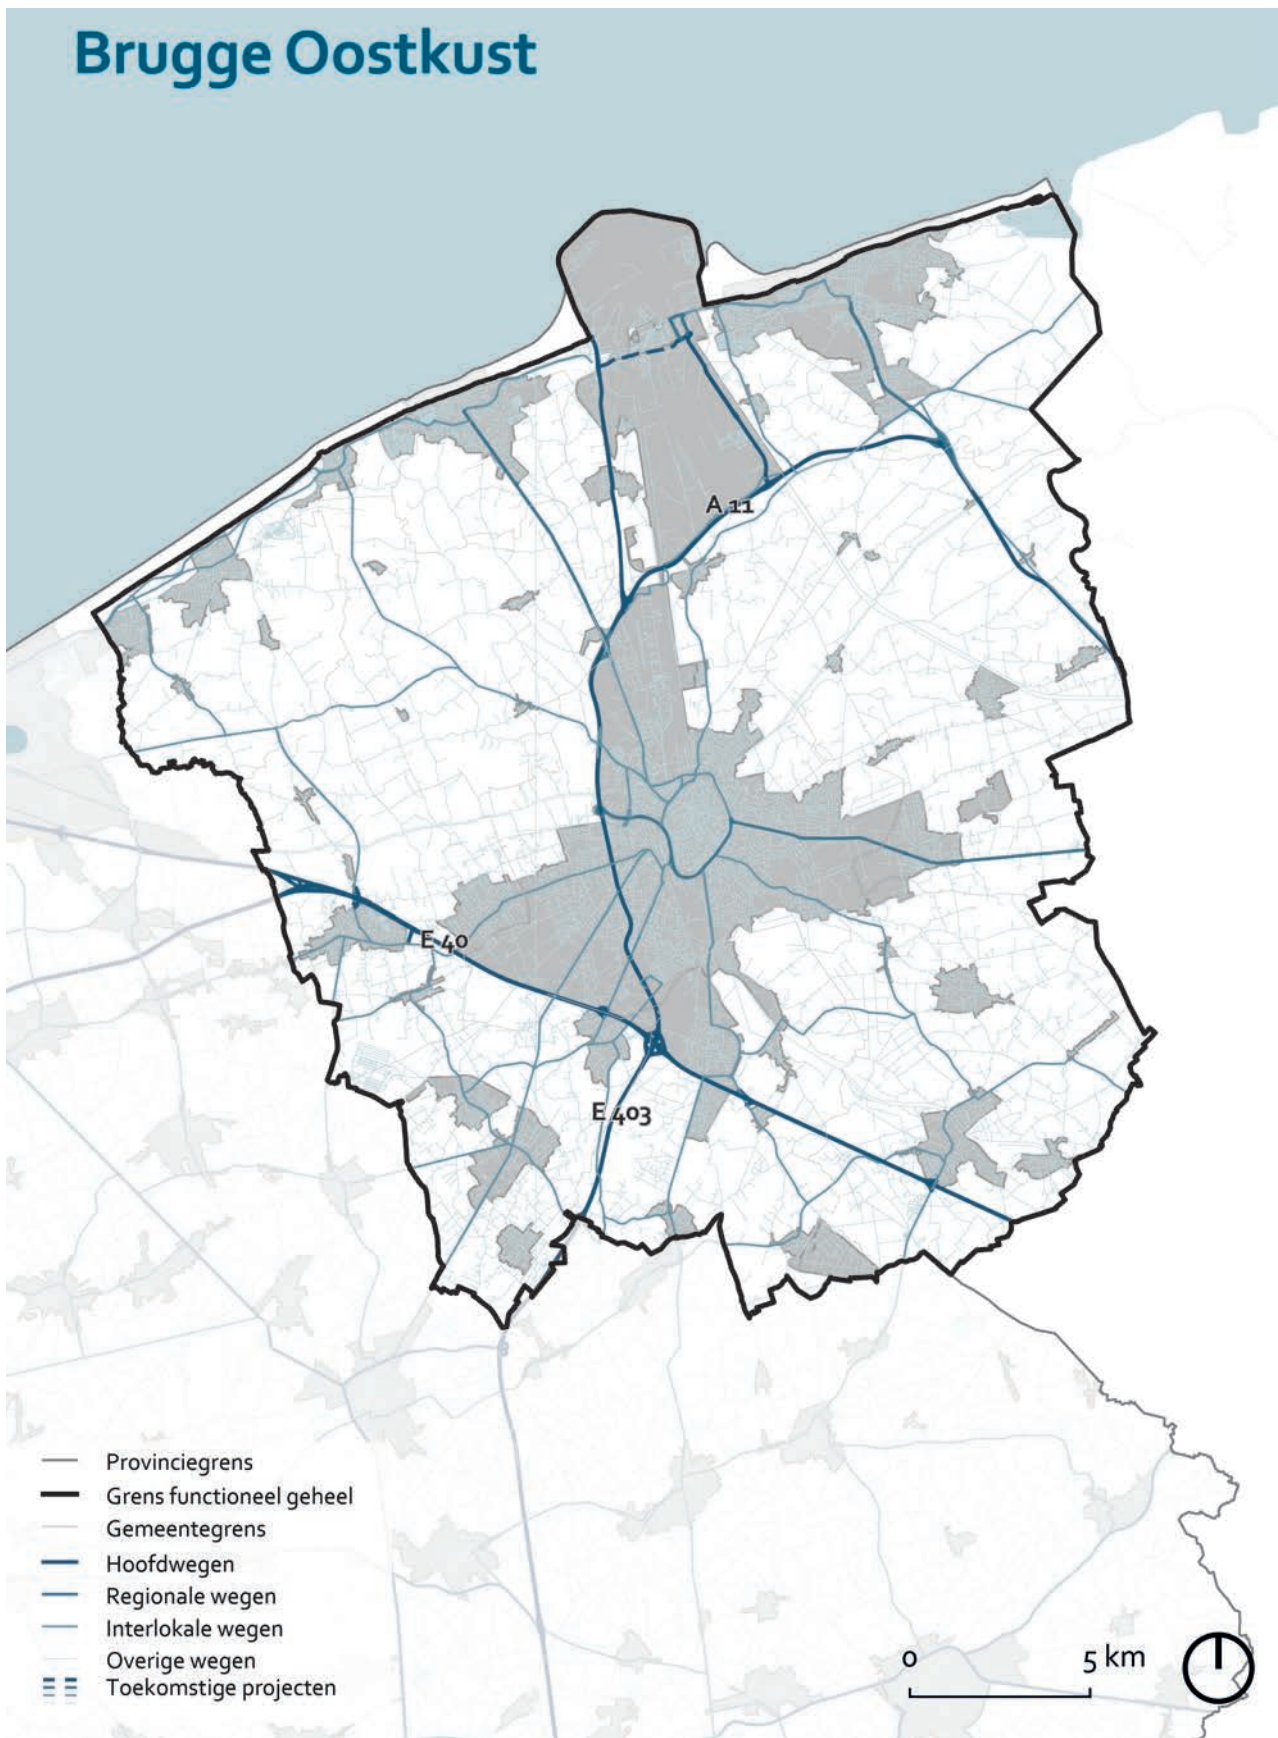 Brugge Oostkust
A 11
E 40
E 403
Provinciegrens
Grens functioneel geheel
Gemeentegrens
Hoofdwegen
Regionale wegen
Interlokale wegen
Overige wegen
Toekomstige projecten
0 5 km